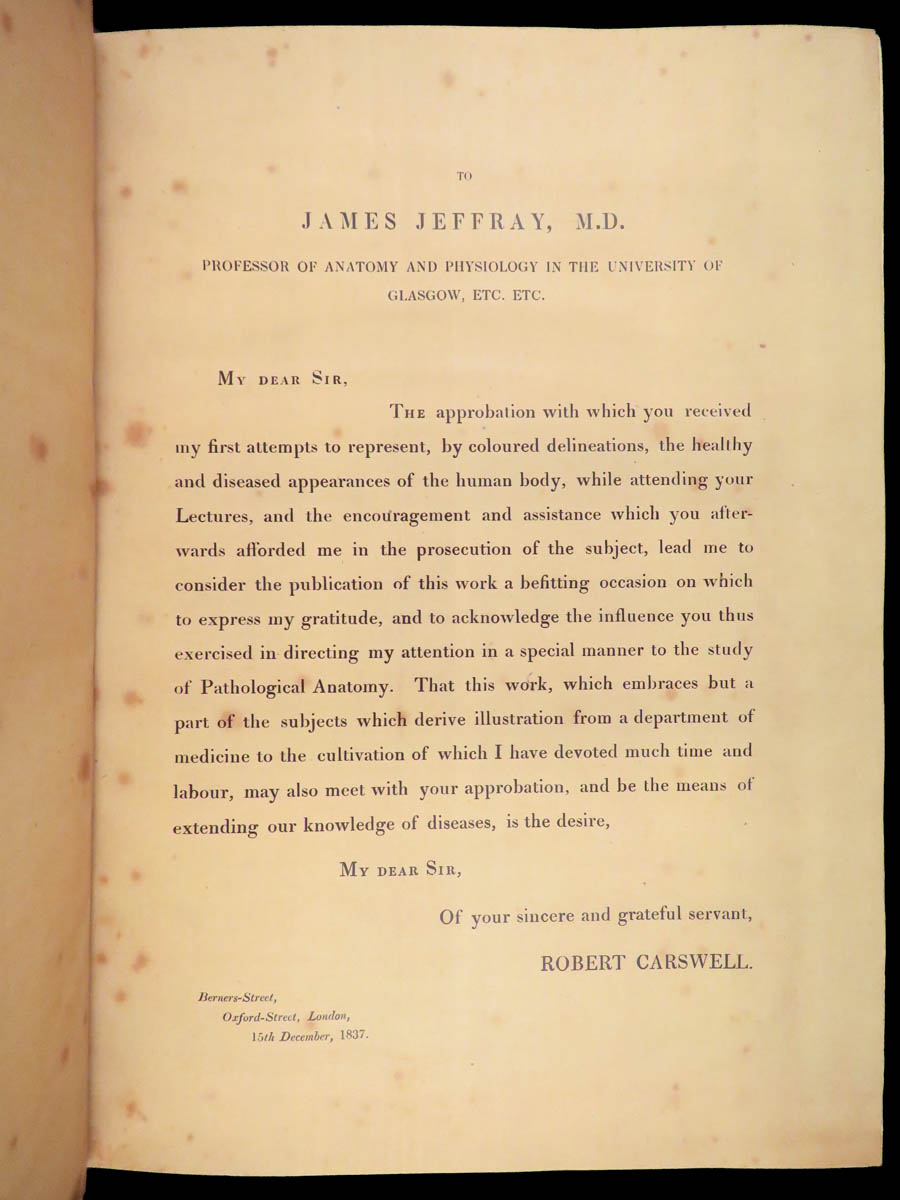 TO
JAMES JEFFRAY, M.D.
PROFESSOR OF ANATOMY AND PHYSIOLOGY IN THE UNIVERSITY OF
GLASGOW, ETC. ETC.
MY DEAR SIR,
THE approbation with which you received
my first attempts to represent, by coloured delineations, the healthy
and diseased appearances of the human body, while attending your
Lectures, and the encouragement and assistance which you after-
wards afforded me in the prosecution of the subject, lead me to
consider the publication of this work a befitting occasion on which
to express my gratitude, and to acknowledge the influence you thus
exercised in directing my attention in a special manner to the study
of Pathological Anatomy. That this work, which embraces but a
part of the subjects which derive illustration from a department of
medicine to the cultivation of which I have devoted much time and
labour, may also meet with your approbation, and be the means of
extending our knowledge of diseases, is the desire,
MY DEAR SIR,
Of your sincere and grateful servant,
ROBERT CARSWELL.
Berners-Street,
Oxford-Street, London,
15th December, 1837.